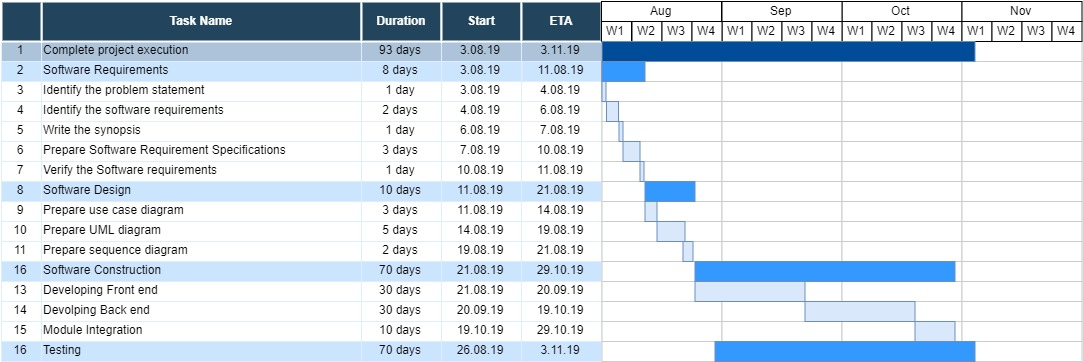 Task Name Duration Start ETA Aug Sep Oct Nov
W1 W2 W3 W4 W1 W2 W3 W4 W1 W2 W3 W4 W1 W2 W3 W4
1 Complete project execution 93 days 3.08.19 3.11.19
2 Software Requirements 8 days 3.08.19 11.08.19
3 Identify the problem statement 1 day 3.08.19 4.08.19
4 Identify the software requirements 2 days 4.08.19 6.08.19
5 Write the synopsis 1 day 6.08.19 7.08.19
6 Prepare Software Requirement Specifications 3 days 7.08.19 10.08.19
7 Verify the Software requirements 1 day 10.08.19 11.08.19
8 Software Design 10 days 11.08.19 21.08.19
9 Prepare use case diagram 3 days 11.08.19 14.08.19
10 Prepare UML diagram 5 days 14.08.19 19.08.19
11 Prepare sequence diagram 2 days 19.08.19 21.08.19
16 Software Construction 70 days 21.08.19 29.10.19
13 Developing Front end 30 days 21.08.19 20.09.19
14 Devolping Back end 30 days 20.09.19 19.10.19
15 Module Integration 10 days 19.10.19 29.10.19
16 Testing 70 days 26.08.19 3.11.19